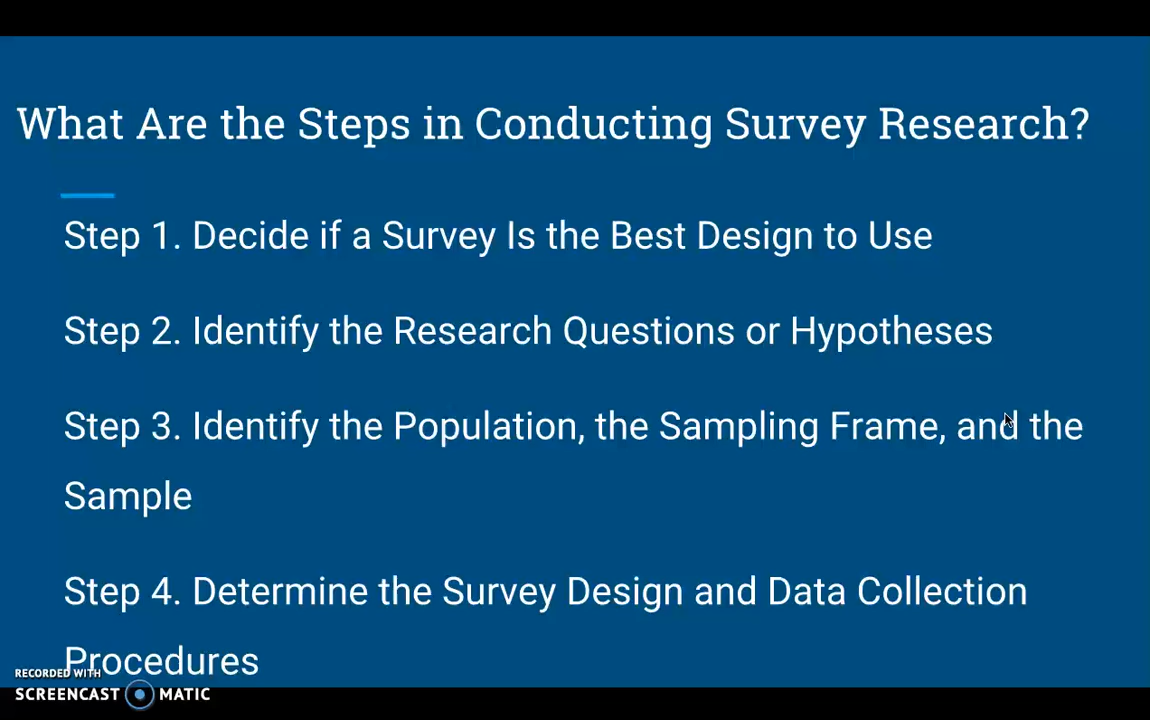 What Are the Steps in Conducting Survey Research?
Step 1. Decide if a Survey Is the Best Design to Use
Step 2. Identify the Research Questions or Hypotheses
Step 3. Identify the Population, the Sampling Frame, and the
Sample
Step 4. Determine the Survey Design and Data Collection
Procedures
RECORDED WITH
SCREENCAST MATIC